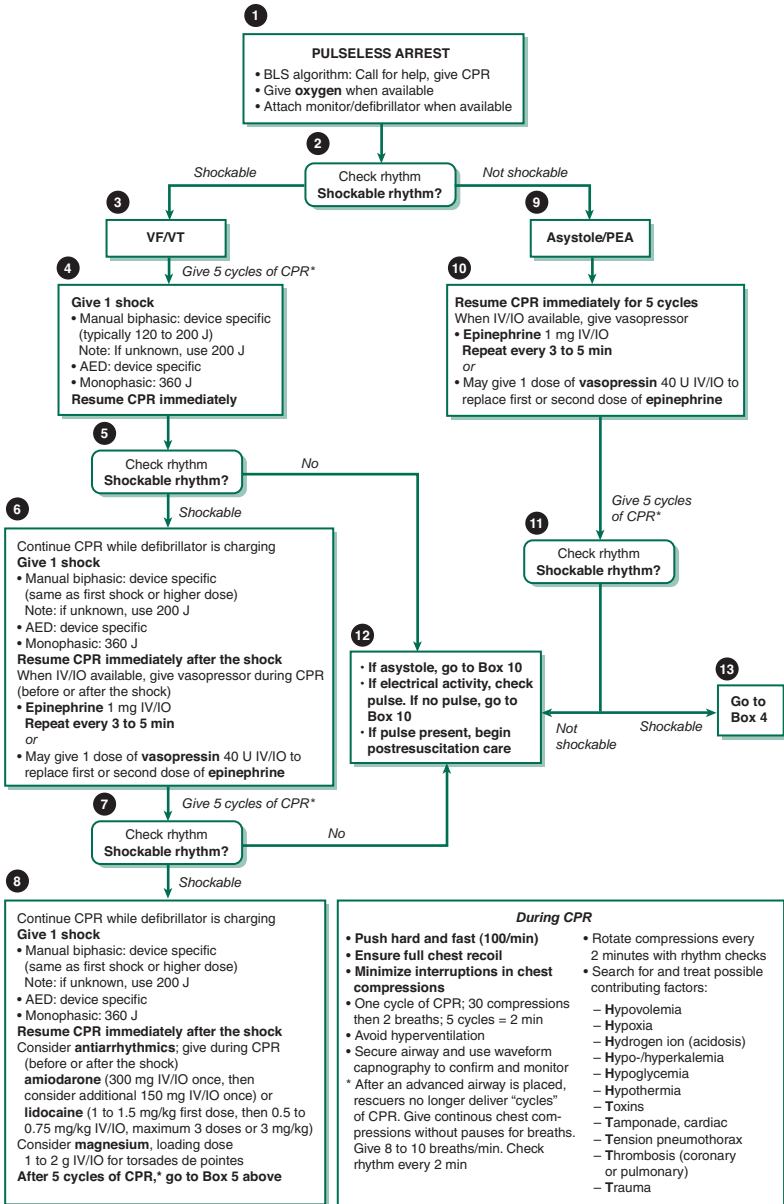 1
PULSELESS ARREST
• BLS algorithm: Call for help, give CPR
• Give oxygen when available
• Attach monitor/defibrillator when available
2
Shockable
Check rhythm
Shockable rhythm?
Not shockable
3
VF/VT
9
Asystole/PEA
4
Give 5 cycles of CPR*
Give 1 shock
• Manual biphasic: device specific
(typically 120 to 200 J)
Note: If unknown, use 200 J
• AED: device specific
• Monophasic: 360 J
Resume CPR immediately
10
Resume CPR immediately for 5 cycles
When IV/IO available, give vasopressor
• Epinephrine 1 mg IV/IO
Repeat every 3 to 5 min
or
• May give 1 dose of vasopressin 40 U IV/IO to
replace first or second dose of epinephrine
5
Check rhythm
Shockable rhythm?
No
Shockable
Give 5 cycles
of CPR*
11
Check rhythm
Shockable rhythm?
6
Continue CPR while defibrillator is charging
Give 1 shock
• Manual biphasic: device specific
(same as first shock or higher dose)
Note: if unknown, use 200 J
• AED: device specific
• Monophasic: 360 J
Resume CPR immediately after the shock
When IV/IO available, give vasopressor during CPR
(before or after the shock)
• Epinephrine 1 mg IV/IO
Repeat every 3 to 5 min
or
• May give 1 dose of vasopressin 40 U IV/IO to
replace first or second dose of epinephrine
12
· If asystole, go to Box 10
· If electrical activity, check
pulse. If no pulse, go to
Box 10
· If pulse present, begin
postresuscitation care
Not
shockable
Shockable
13
Go to
Box 4
7
Give 5 cycles of CPR*
Check rhythm
Shockable rhythm?
No
Shockable
8
Continue CPR while defibrillator is charging
Give 1 shock
• Manual biphasic: device specific
(same as first shock or higher dose)
Note: if unknown, use 200 J
• AED: device specific
• Monophasic: 360 J
Resume CPR immediately after the shock
Consider antiarrhythmics; give during CPR
(before or after the shock)
amiodarone (300 mg IV/IO once, then
consider additional 150 mg IV/IO once) or
lidocaine (1 to 1.5 mg/kg first dose, then 0.5 to
0.75 mg/kg IV/IO, maximum 3 doses or 3 mg/kg)
Consider magnesium, loading dose
1 to 2 g IV/IO for torsades de pointes
After 5 cycles of CPR,* go to Box 5 above
During CPR
• Push hard and fast (100/min)
• Ensure full chest recoil
• Minimize interruptions in chest
compressions
• One cycle of CPR; 30 compressions
then 2 breaths; 5 cycles = 2 min
• Avoid hyperventilation
• Secure airway and use waveform
capnography to confirm and monitor
* After an advanced airway is placed,
rescuers no longer deliver “cycles”
of CPR. Give continous chest com-
pressions without pauses for breaths.
Give 8 to 10 breaths/min. Check
rhythm every 2 min
• Rotate compressions every
2 minutes with rhythm checks
• Search for and treat possible
contributing factors:
– Hypovolemia
– Hypoxia
– Hydrogen ion (acidosis)
– Hypo-/hyperkalemia
– Hypoglycemia
– Hypothermia
– Toxins
– Tamponade, cardiac
– Tension pneumothorax
– Thrombosis (coronary
or pulmonary)
– Trauma